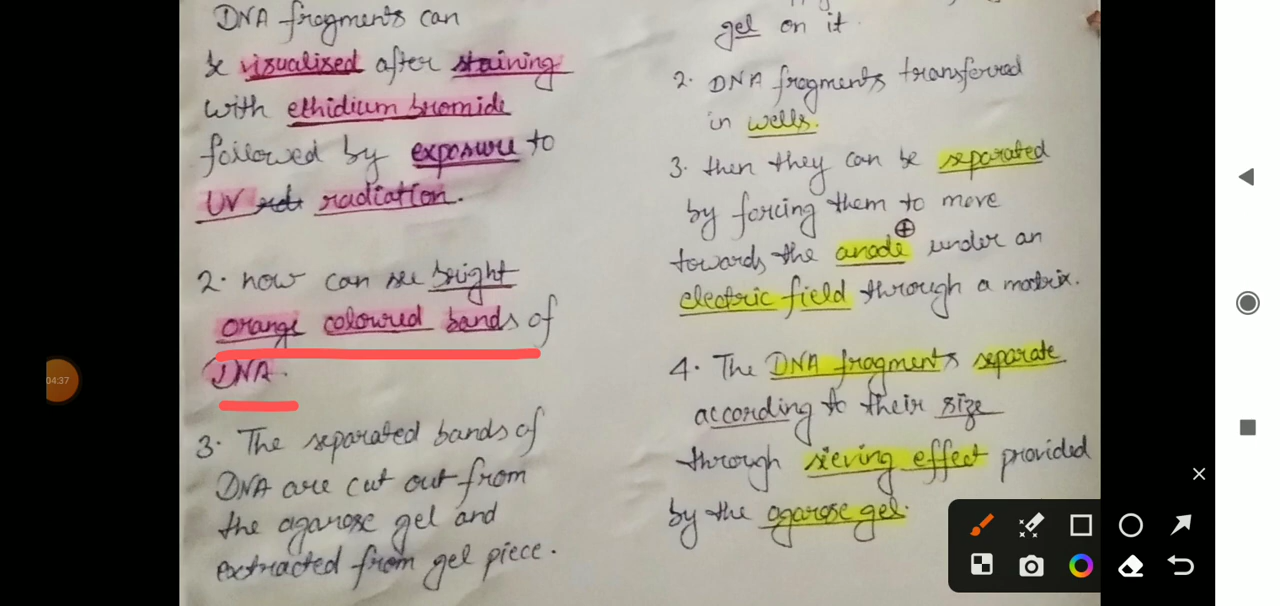 DNA fragments can
be visualised after staining
with ethidium bromide
followed by exposure to
UV radiation.
2. now can see bright
orange coloured bands of
DNA.
3. The separated bands of
DNA are cut out from
the agarose gel and
extracted from gel piece.
gel on it.
2. DNA fragments transferred
in wells.
3. then they can be separated
by forcing them to move
towards the anode ⊕ under an
electric field through a matrix.
4. The DNA fragments separate
according to their size
through sieving effect provided
by the agarose gel.
04:37